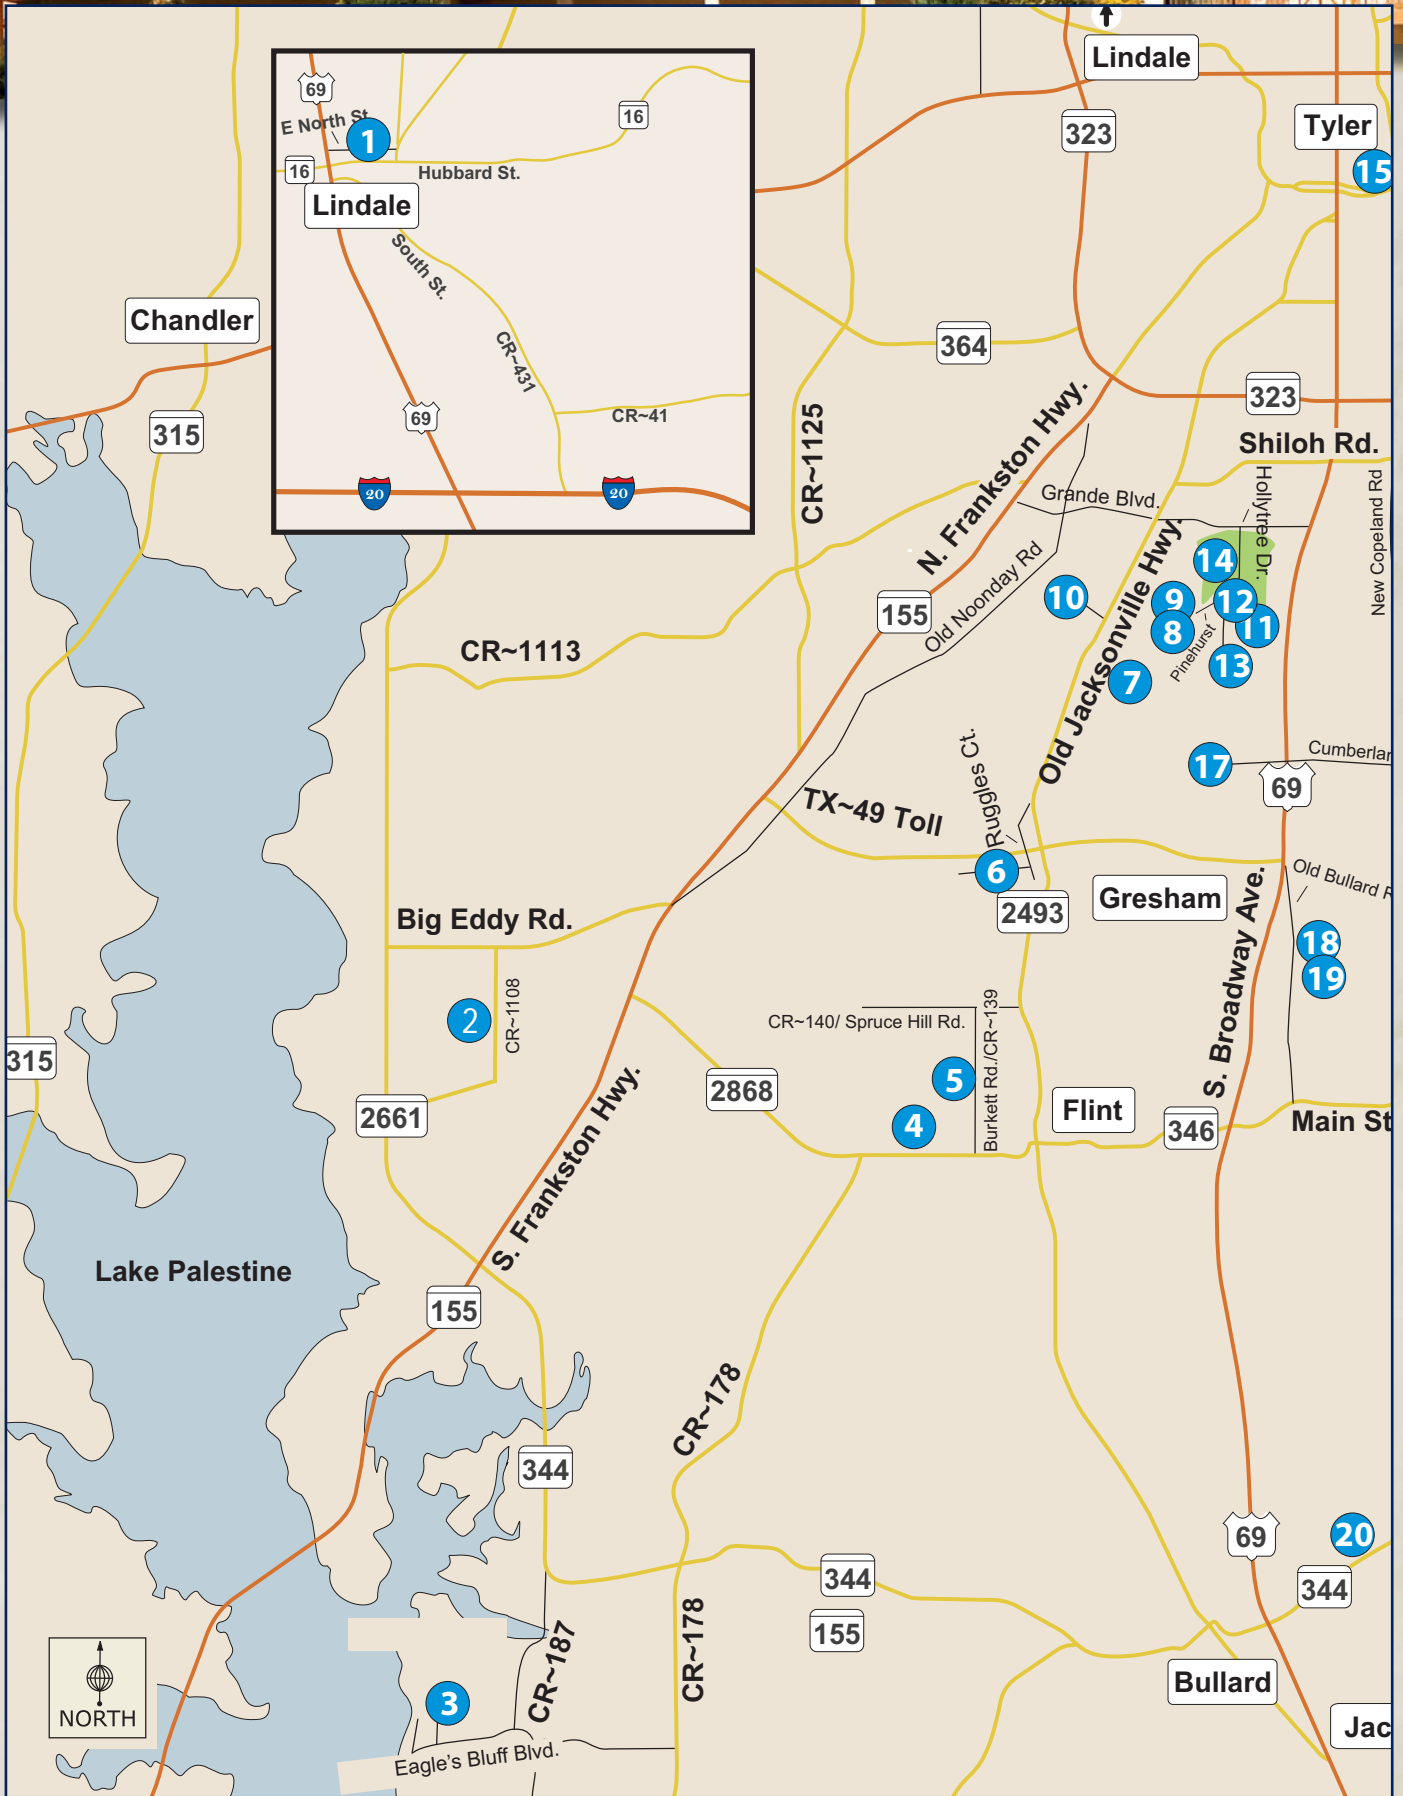 Lindale
69
E North St.
1
16
16
Hubbard St.
Lindale
South St.
CR~431
69
CR~41
20
20
323
Tyler
15
Chandler
315
364
323
Shiloh Rd.
CR~1125
N. Frankston Hwy.
Grande Blvd.
Hollytree Dr.
New Copeland Rd
Old Jacksonville Hwy.
14
155
Old Noonday Rd
10
9
12
8
11
Pinehurst
13
7
CR~1113
17
Cumberlan
69
Ruggles Ct.
TX~49 Toll
6
2493
Gresham
Old Bullard R
S. Broadway Ave.
Big Eddy Rd.
18
19
2
CR~1108
CR~140/ Spruce Hill Rd.
Burkett Rd./CR~139
315
5
2868
4
Flint
346
Main St
2661
S. Frankston Hwy.
Lake Palestine
155
CR~178
344
69
20
344
344
155
CR~178
CR~187
Bullard
NORTH
3
Jac
Eagle's Bluff Blvd.